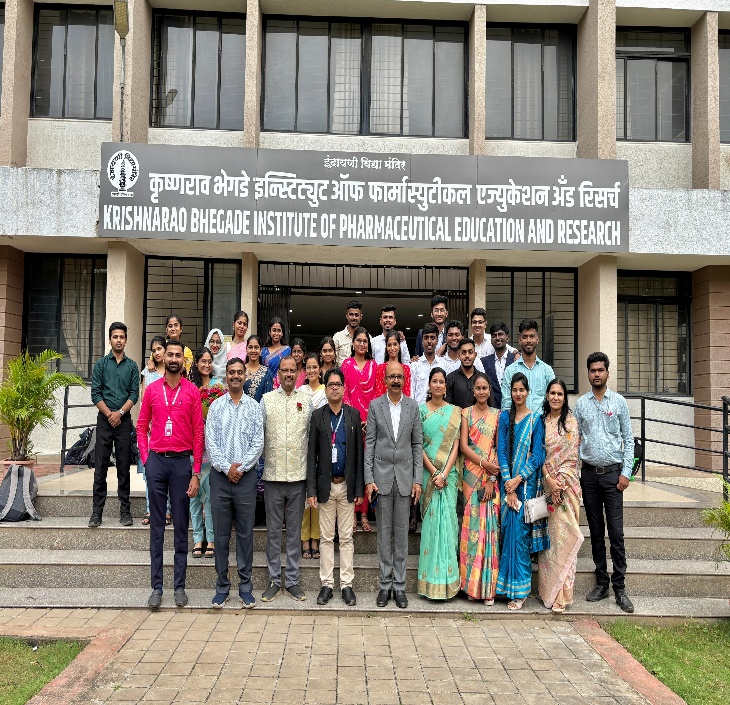 इंद्रायणी विद्या मंदिर
कृष्णराव भेगडे इन्स्टिट्युट ऑफ फार्मास्युटीकल एज्युकेशन अँड रिसर्च
KRISHNARAO BHEGADE INSTITUTE OF PHARMACEUTICAL EDUCATION AND RESEARCH